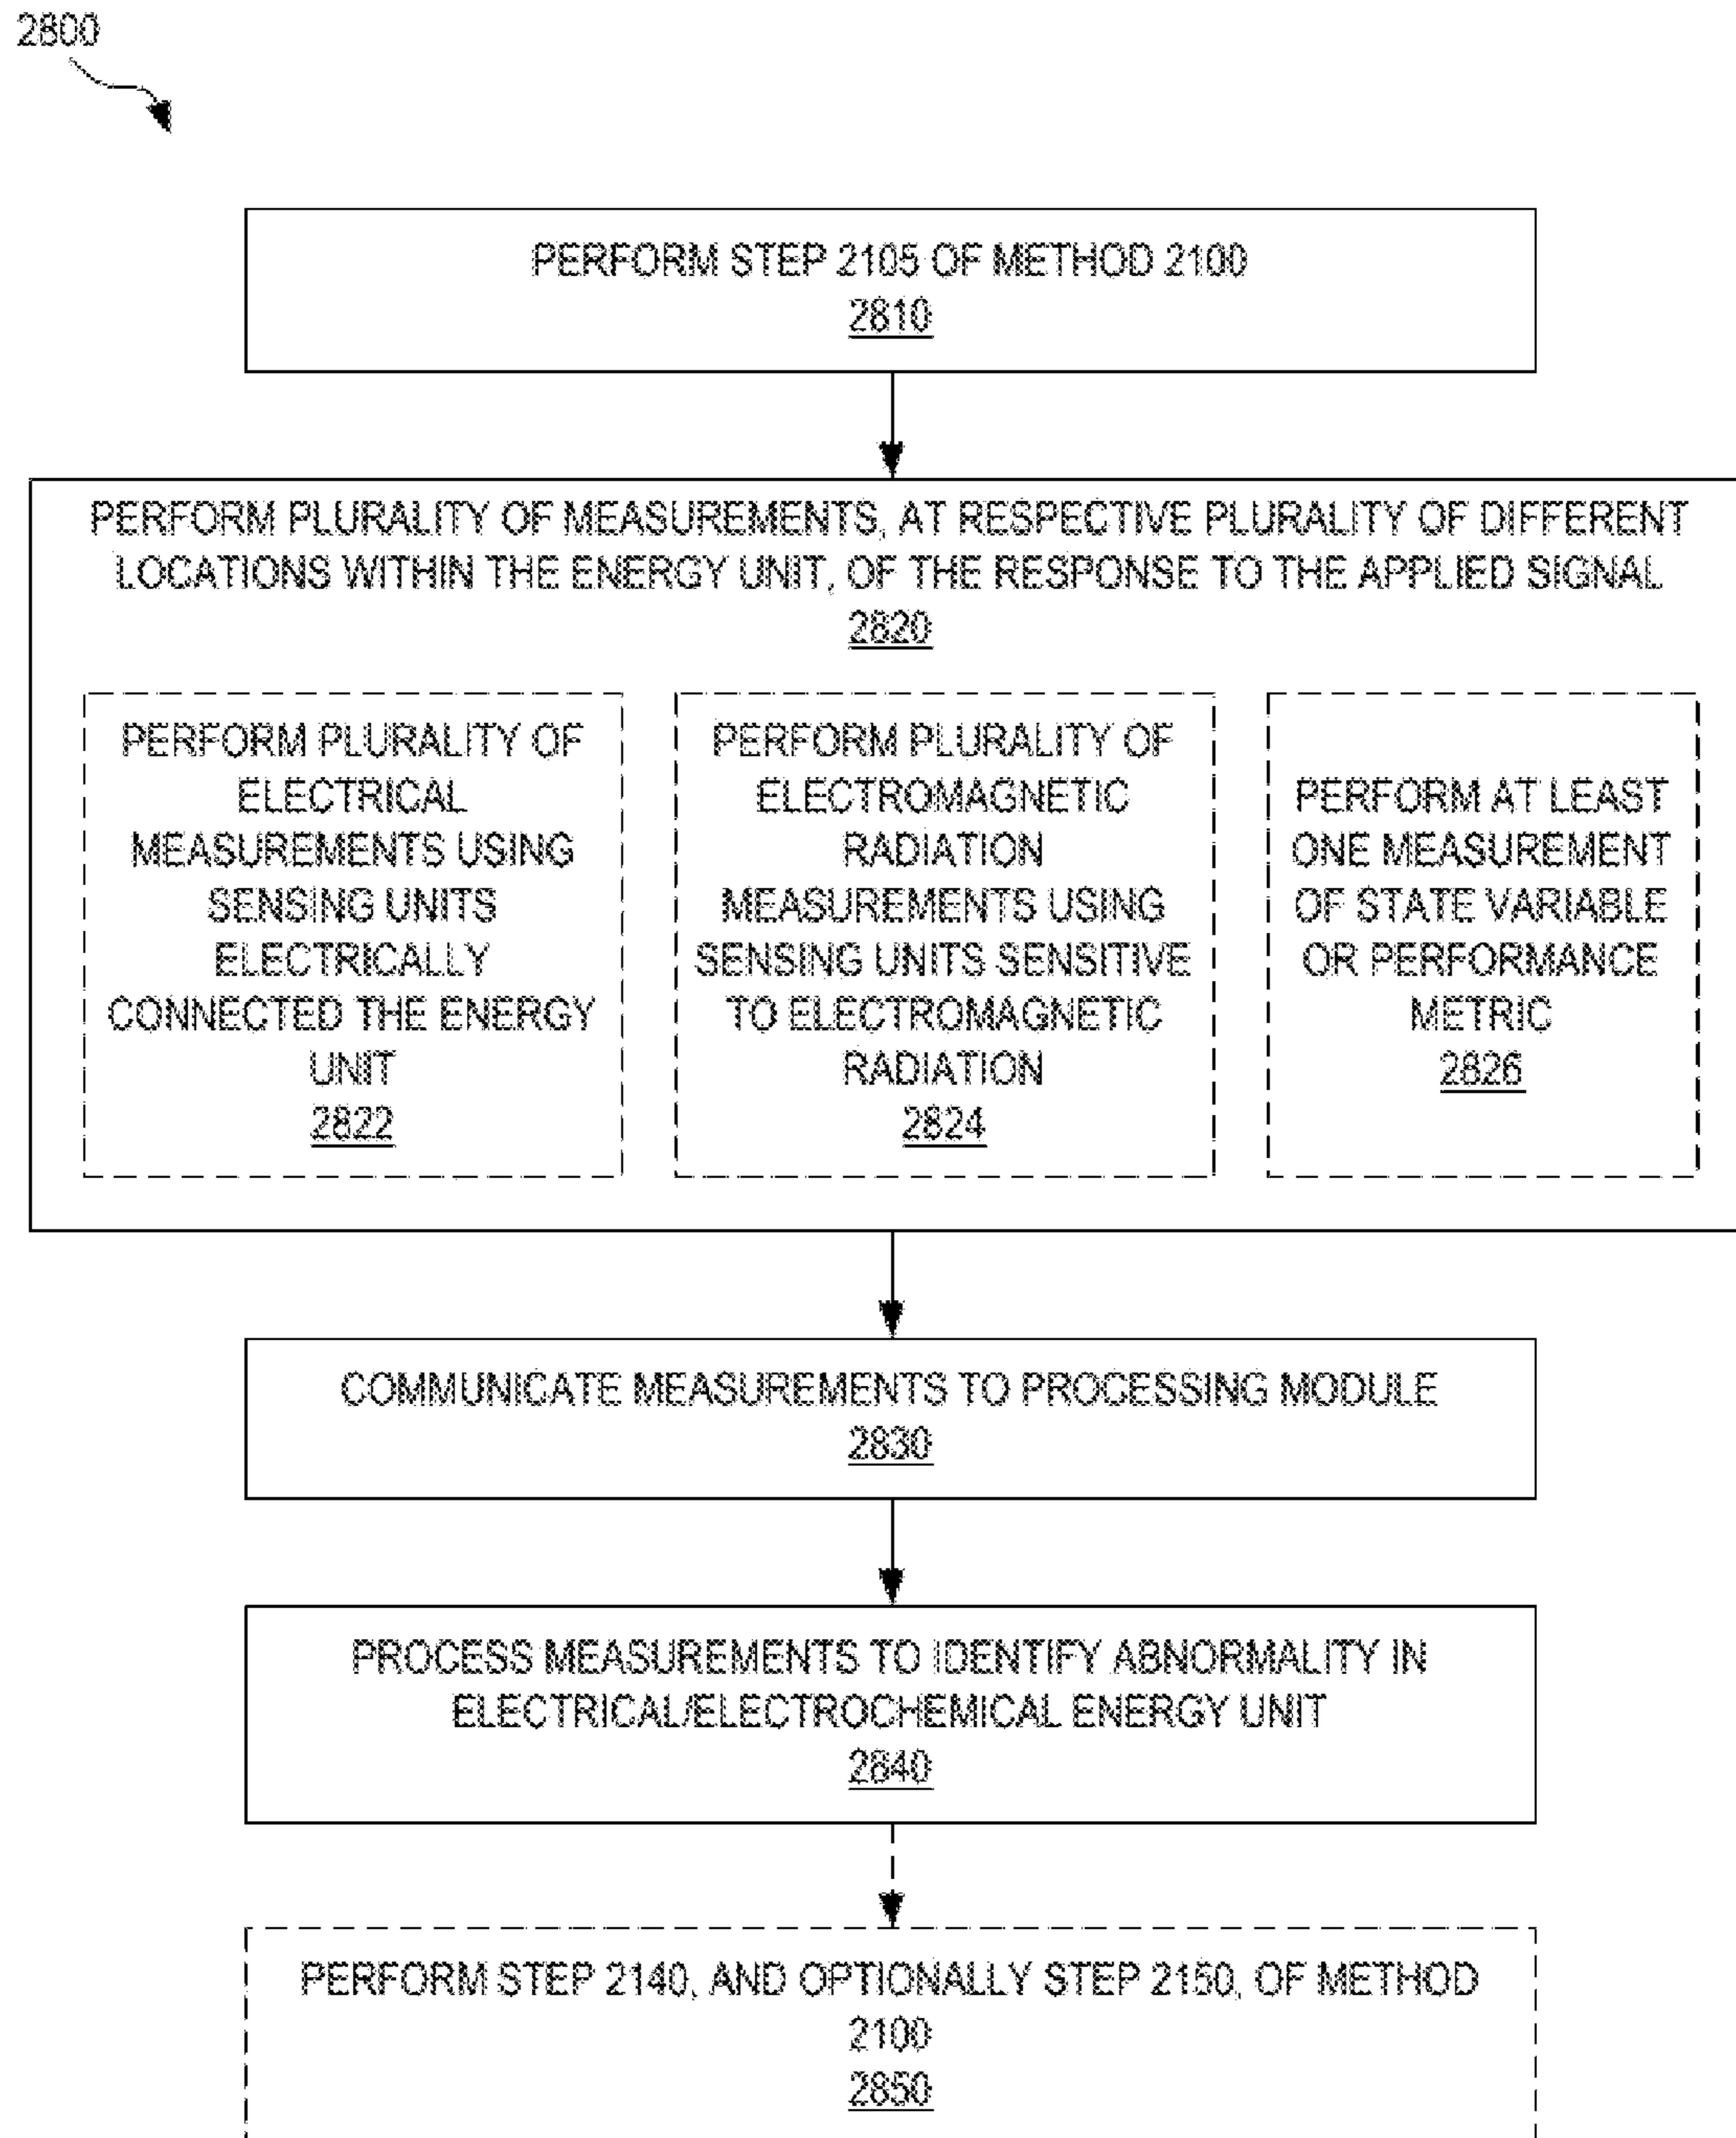 2800
PERFORM STEP 2105 OF METHOD 2100
2810
PERFORM PLURALITY OF MEASUREMENTS, AT RESPECTIVE PLURALITY OF DIFFERENT
LOCATIONS WITHIN THE ENERGY UNIT, OF THE RESPONSE TO THE APPLIED SIGNAL
2820
PERFORM PLURALITY OF
ELECTRICAL
MEASUREMENTS USING
SENSING UNITS
ELECTRICALLY
CONNECTED THE ENERGY
UNIT
2822
PERFORM PLURALITY OF
ELECTROMAGNETIC
RADIATION
MEASUREMENTS USING
SENSING UNITS SENSITIVE
TO ELECTROMAGNETIC
RADIATION
2824
PERFORM AT LEAST
ONE MEASUREMENT
OF STATE VARIABLE
OR PERFORMANCE
METRIC
2826
COMMUNICATE MEASUREMENTS TO PROCESSING MODULE
2830
PROCESS MEASUREMENTS TO IDENTIFY ABNORMALITY IN
ELECTRICAL/ELECTROCHEMICAL ENERGY UNIT
2840
PERFORM STEP 2140, AND OPTIONALLY STEP 2150, OF METHOD
2100
2850